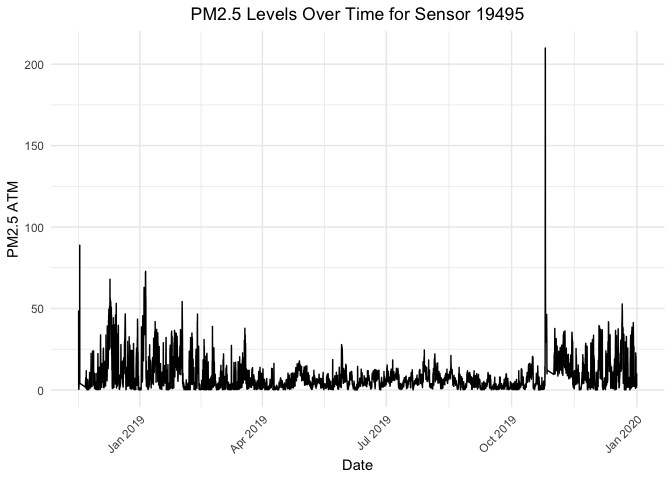 PM2.5 Levels Over Time for Sensor 19495
200
150
100
50
0
PM2.5 ATM
Jan 2019
Apr 2019
Jul 2019
Oct 2019
Jan 2020
Date